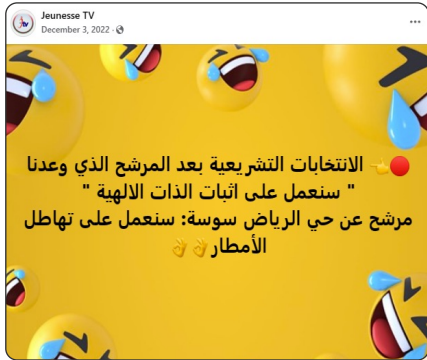 Jeunesse TV
December 3, 2022
🔴👈 الانتخابات التشريعية بعد المرشح الذي وعدنا
" سنعمل على اثبات الذات الالهية "
مرشح عن حي الرياض سوسة: سنعمل على تهاطل
الأمطار👌👌